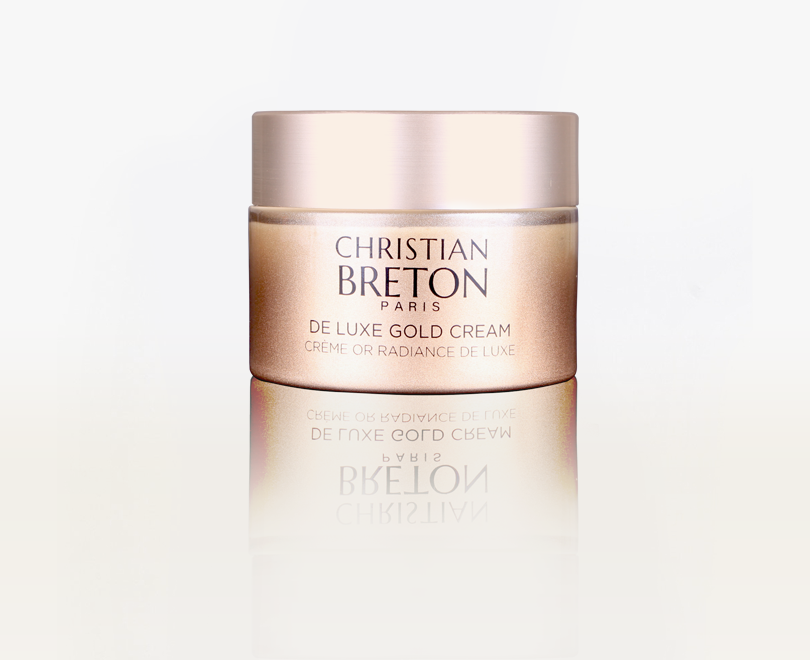 CHRISTIAN
BRETON
PARIS
DE LUXE GOLD CREAM
CRÈME OR RADIANCE DE LUXE